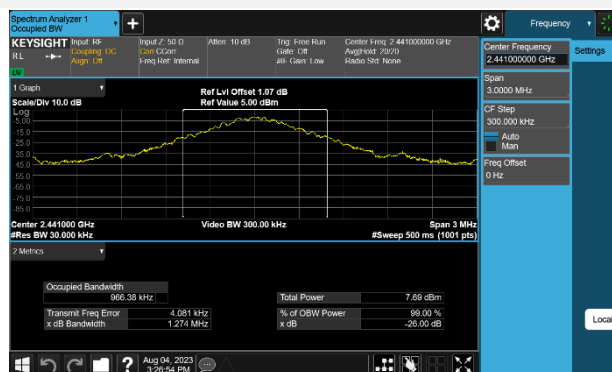 Spectrum Analyzer 1
Occupied BW
Frequency
KEYSIGHT
Input: RF
Coupling: DC
Align: Off
Input Z: 50 Ω
Corr CCorr
Freq Ref: Internal
Atten: 10 dB
Trig: Free Run
Gate: Off
#IF Gain: Low
Center Freq: 2.441000000 GHz
Avg|Hold: 20/20
Radio Std: None
RL
LW
Center Frequency
2.441000000 GHz
Settings
Span
3.0000 MHz
CF Step
300.000 kHz
Auto
Man
Freq Offset
0 Hz
Local
1 Graph
Scale/Div 10.0 dB
Ref Lvl Offset 1.07 dB
Ref Value 5.00 dBm
Log
-5.00
-15.0
-25.0
-35.0
-45.0
-55.0
-65.0
-75.0
-85.0
Center 2.441000 GHz
#Res BW 30.000 kHz
Video BW 300.00 kHz
Span 3 MHz
#Sweep 500 ms (1001 pts)
2 Metrics
Occupied Bandwidth
966.38 kHz
Total Power 7.69 dBm
Transmit Freq Error 4.081 kHz
% of OBW Power 99.00 %
x dB Bandwidth 1.274 MHz
x dB -26.00 dB
?
Aug 04, 2023
3:26:54 PM